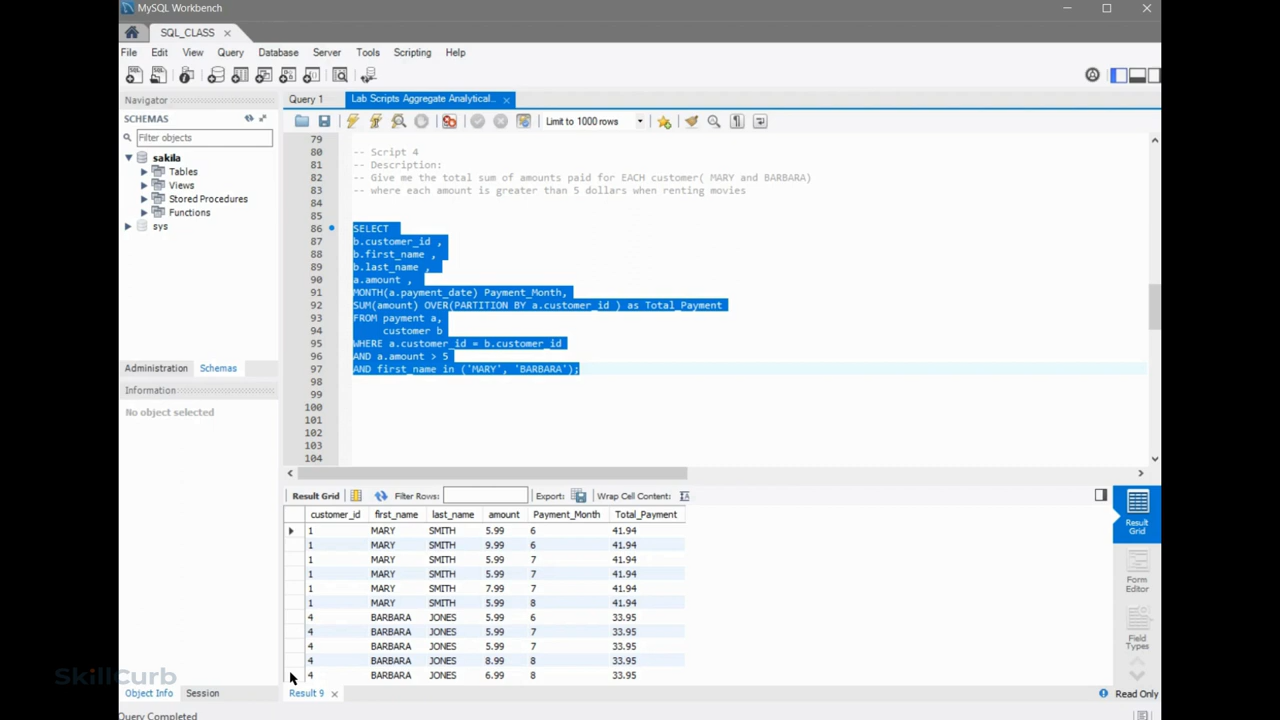 MySQL Workbench
SQL_CLASS
File Edit View Query Database Server Tools Scripting Help
Navigator
SCHEMAS
Filter objects
sakila
Tables
Views
Stored Procedures
Functions
sys
Administration Schemas
Information
No object selected
Object Info Session
Query Completed
Query 1 Lab Scripts Aggregate Analytical..
Limit to 1000 rows
79
80 -- Script 4
81 -- Description:
82 -- Give me the total sum of amounts paid for EACH customer( MARY and BARBARA)
83 -- where each amount is greater than 5 dollars when renting movies
84
85
86 SELECT
87 b.customer_id ,
88 b.first_name ,
89 b.last_name ,
90 a.amount ,
91 MONTH(a.payment_date) Payment_Month,
92 SUM(amount) OVER(PARTITION BY a.customer_id ) as Total_Payment
93 FROM payment a,
94 customer b
95 WHERE a.customer_id = b.customer_id
96 AND a.amount > 5
97 AND first_name in ('MARY', 'BARBARA');
98
99
100
101
102
103
104
Result Grid Filter Rows: Export: Wrap Cell Content:
customer_id first_name last_name amount Payment_Month Total_Payment
1 MARY SMITH 5.99 6 41.94
1 MARY SMITH 9.99 6 41.94
1 MARY SMITH 5.99 7 41.94
1 MARY SMITH 5.99 7 41.94
1 MARY SMITH 7.99 7 41.94
1 MARY SMITH 5.99 8 41.94
4 BARBARA JONES 5.99 6 33.95
4 BARBARA JONES 5.99 7 33.95
4 BARBARA JONES 5.99 7 33.95
4 BARBARA JONES 8.99 8 33.95
4 BARBARA JONES 6.99 8 33.95
Result 9
Result
Grid
Form
Editor
Field
Types
Read Only
SkillCurb